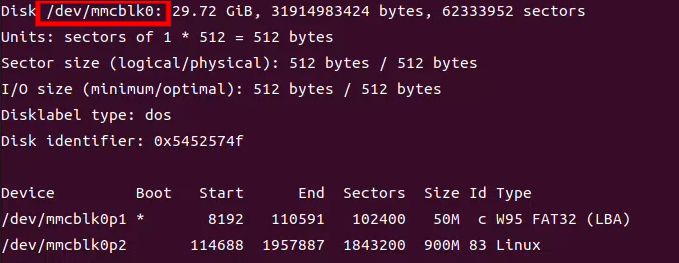 Disk /dev/mmcblk0: 29.72 GiB, 31914983424 bytes, 62333952 sectors
Units: sectors of 1 * 512 = 512 bytes
Sector size (logical/physical): 512 bytes / 512 bytes
I/O size (minimum/optimal): 512 bytes / 512 bytes
Disklabel type: dos
Disk identifier: 0x5452574f
Device Boot Start End Sectors Size Id Type
/dev/mmcblk0p1 * 8192 110591 102400 50M c W95 FAT32 (LBA)
/dev/mmcblk0p2 114688 1957887 1843200 900M 83 Linux